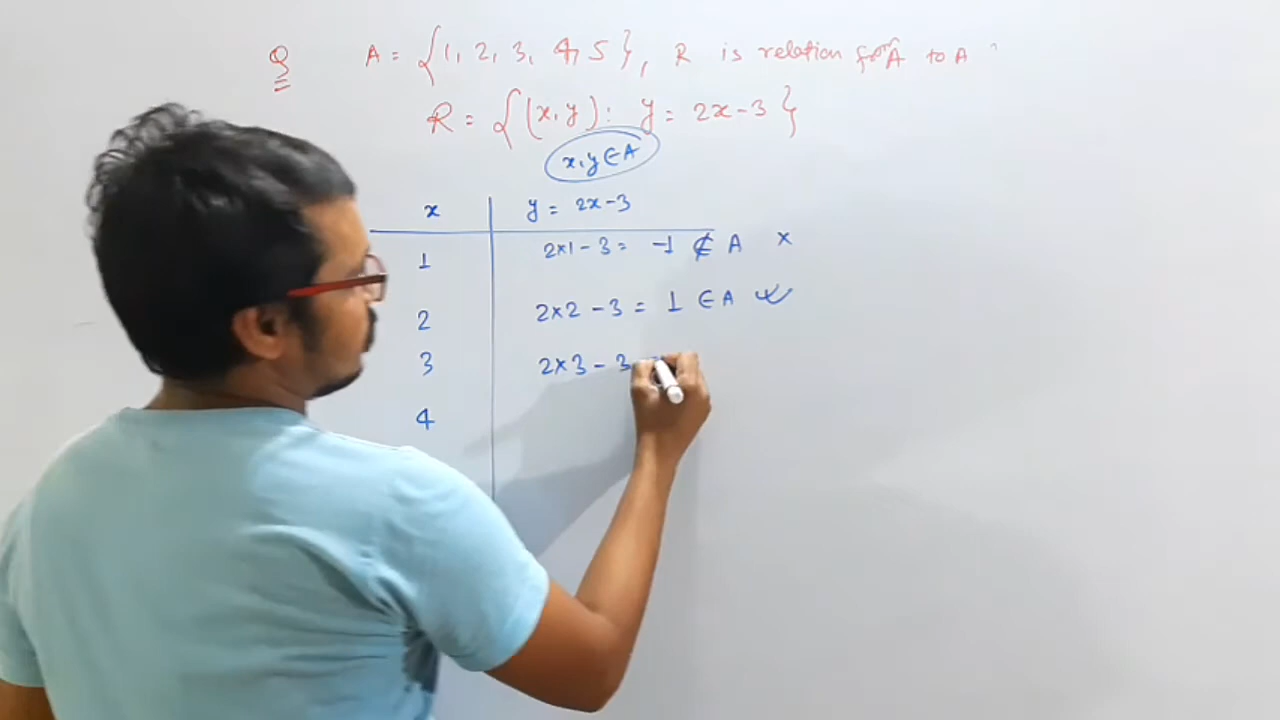 Q A = {1, 2, 3, 4, 5}, R is relation from A to A
R = {(x,y): y = 2x-3}
x,y ∈ A
x y = 2x-3
1 2×1 - 3 = -1 ∉ A ×
2 2×2 - 3 = 1 ∈ A ✓
3 2×3 - 3
4